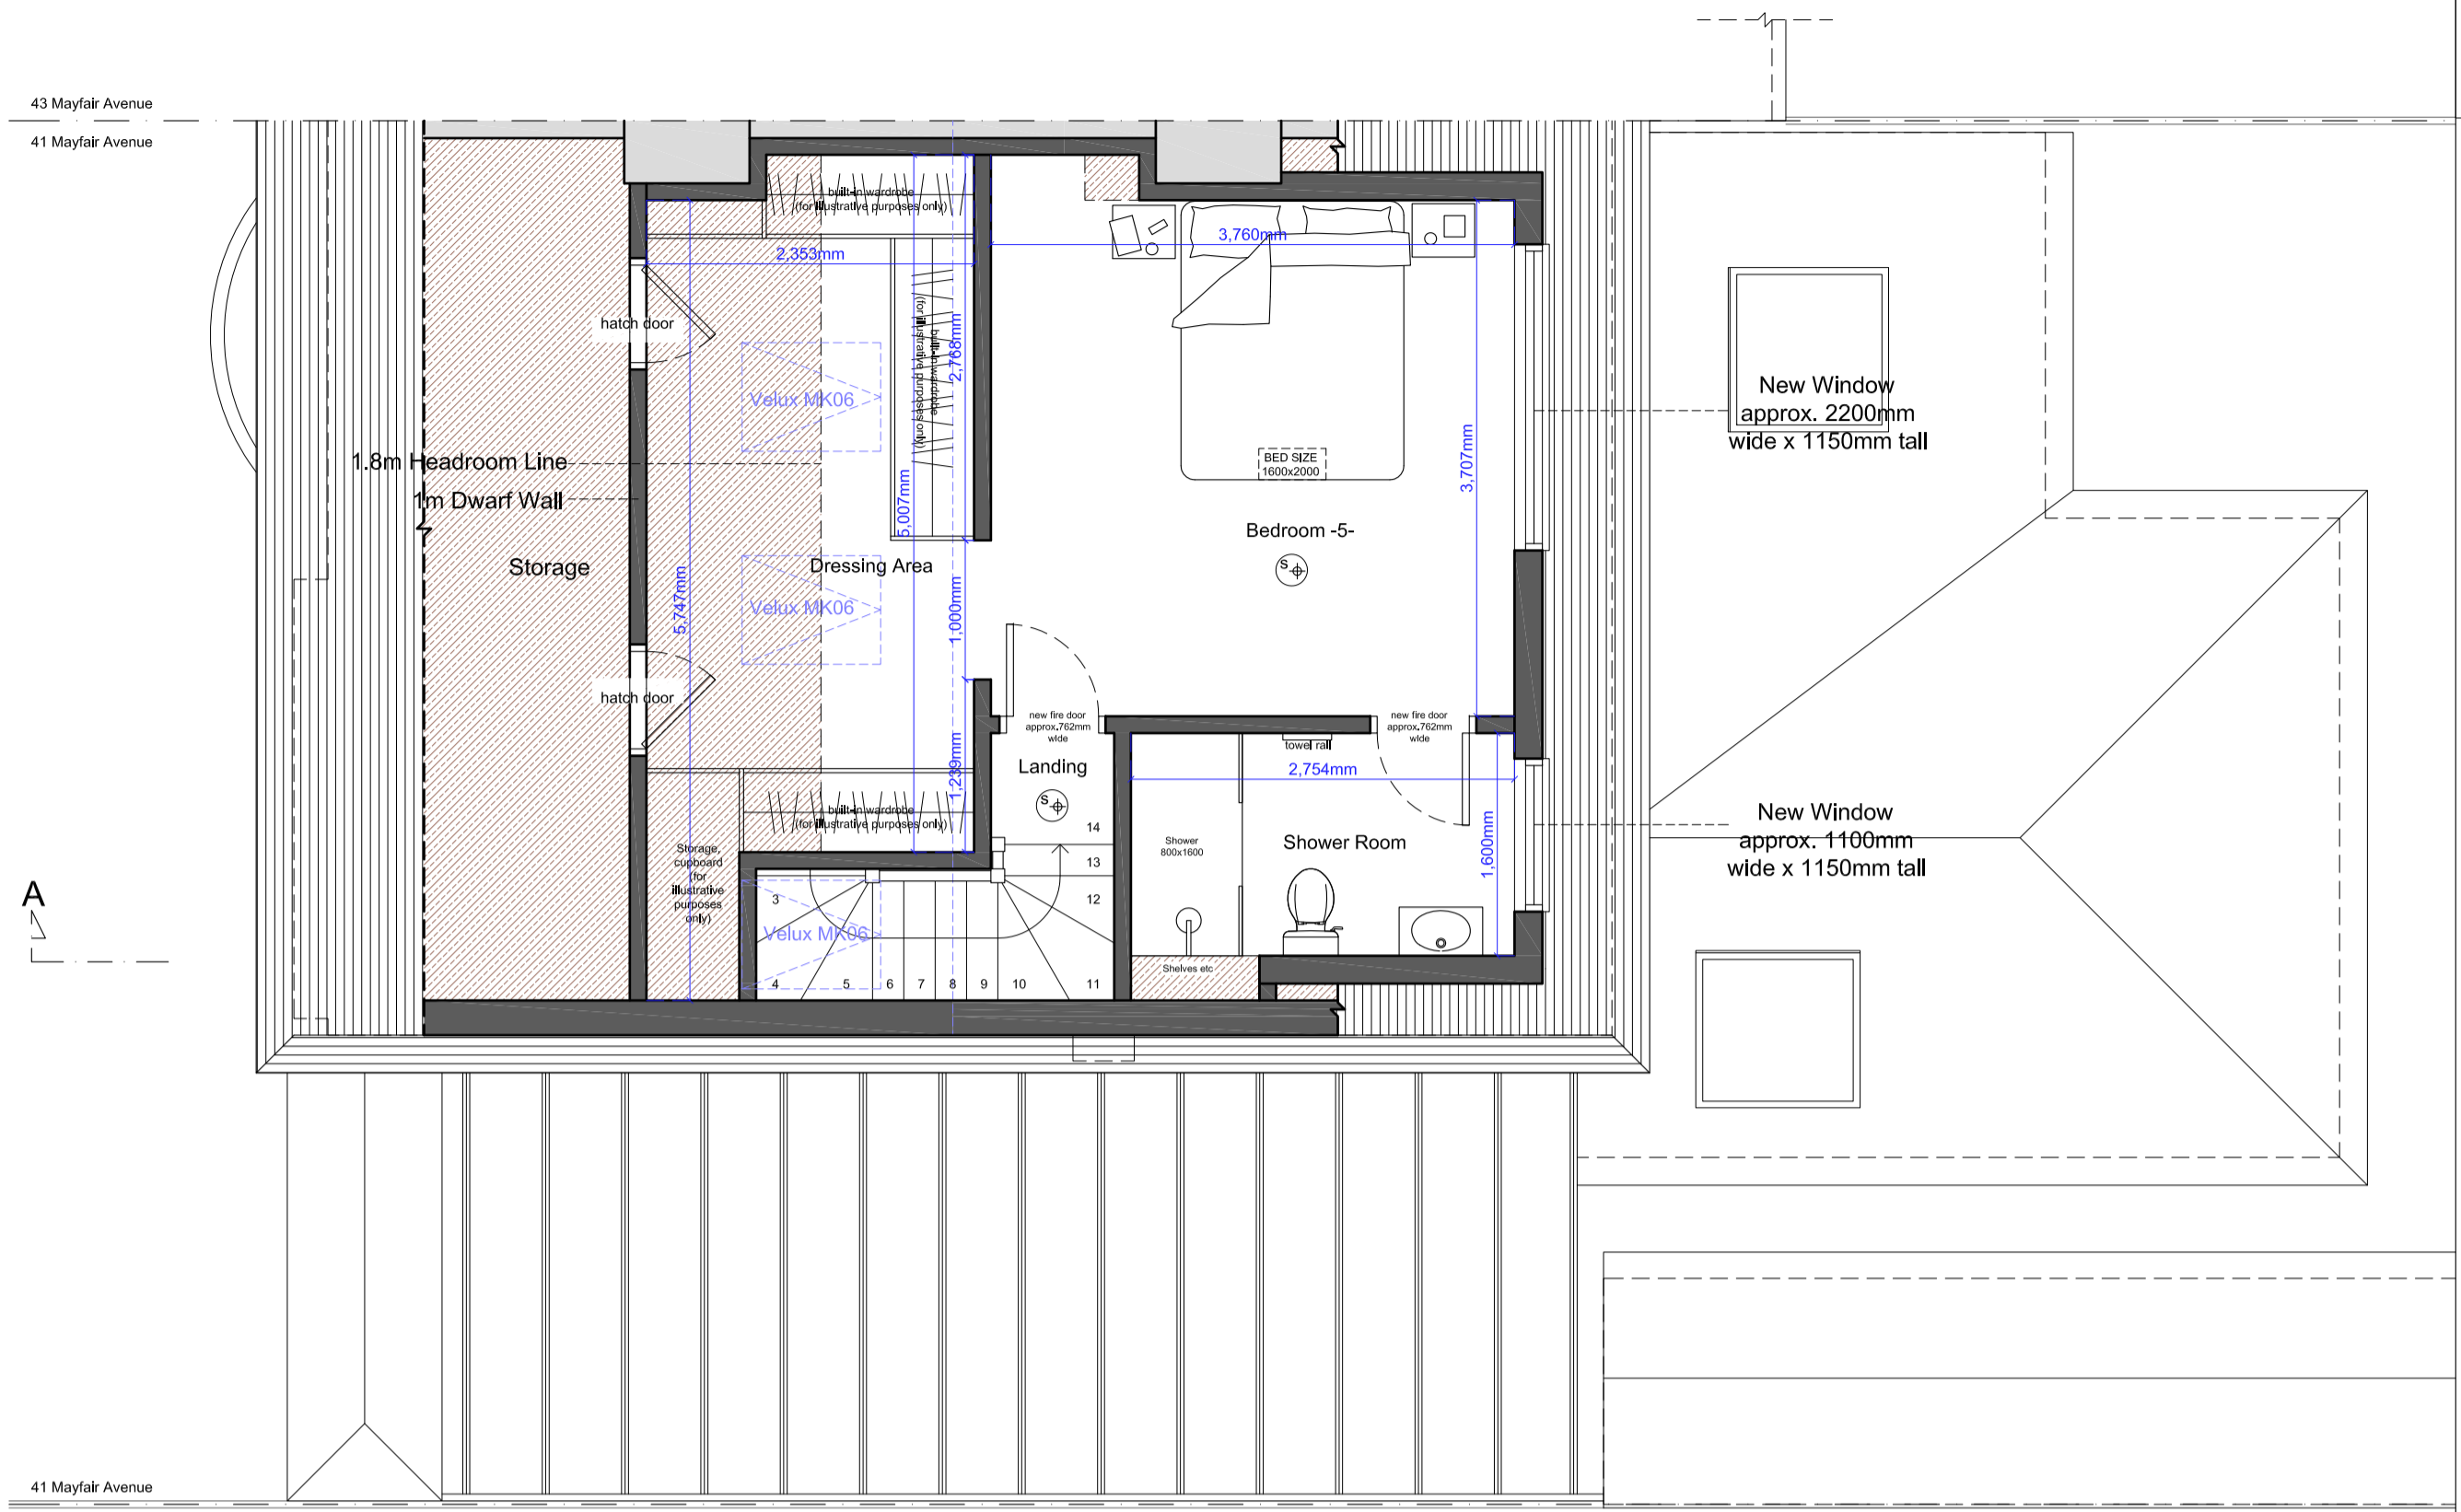 43 Mayfair Avenue
41 Mayfair Avenue
built-in wardrobe
(for illustrative purposes only)
3,760mm
2,353mm
hatch door
built-in wardrobe
(for illustrative purposes only)
2,768mm
Velux MK06
New Window
approx. 2200mm
wide x 1150mm tall
1.8m Headroom Line
1m Dwarf Wall
BED SIZE
1600x2000
3,707mm
5,007mm
Bedroom -5-
S
Storage
Dressing Area
Velux MK06
5,747mm
1,000mm
hatch door
new fire door
approx.762mm
wide
new fire door
approx.762mm
wide
towel rail
Landing
2,754mm
1,239mm
S
built-in wardrobe
(for illustrative purposes only)
14
13
12
Shower
800x1600
Shower Room
1,600mm
New Window
approx. 1100mm
wide x 1150mm tall
Storage,
cupboard
(for
illustrative
purposes
only)
A
3
Velux MK06
Shelves etc
4
5
6
7
8
9
10
11
41 Mayfair Avenue